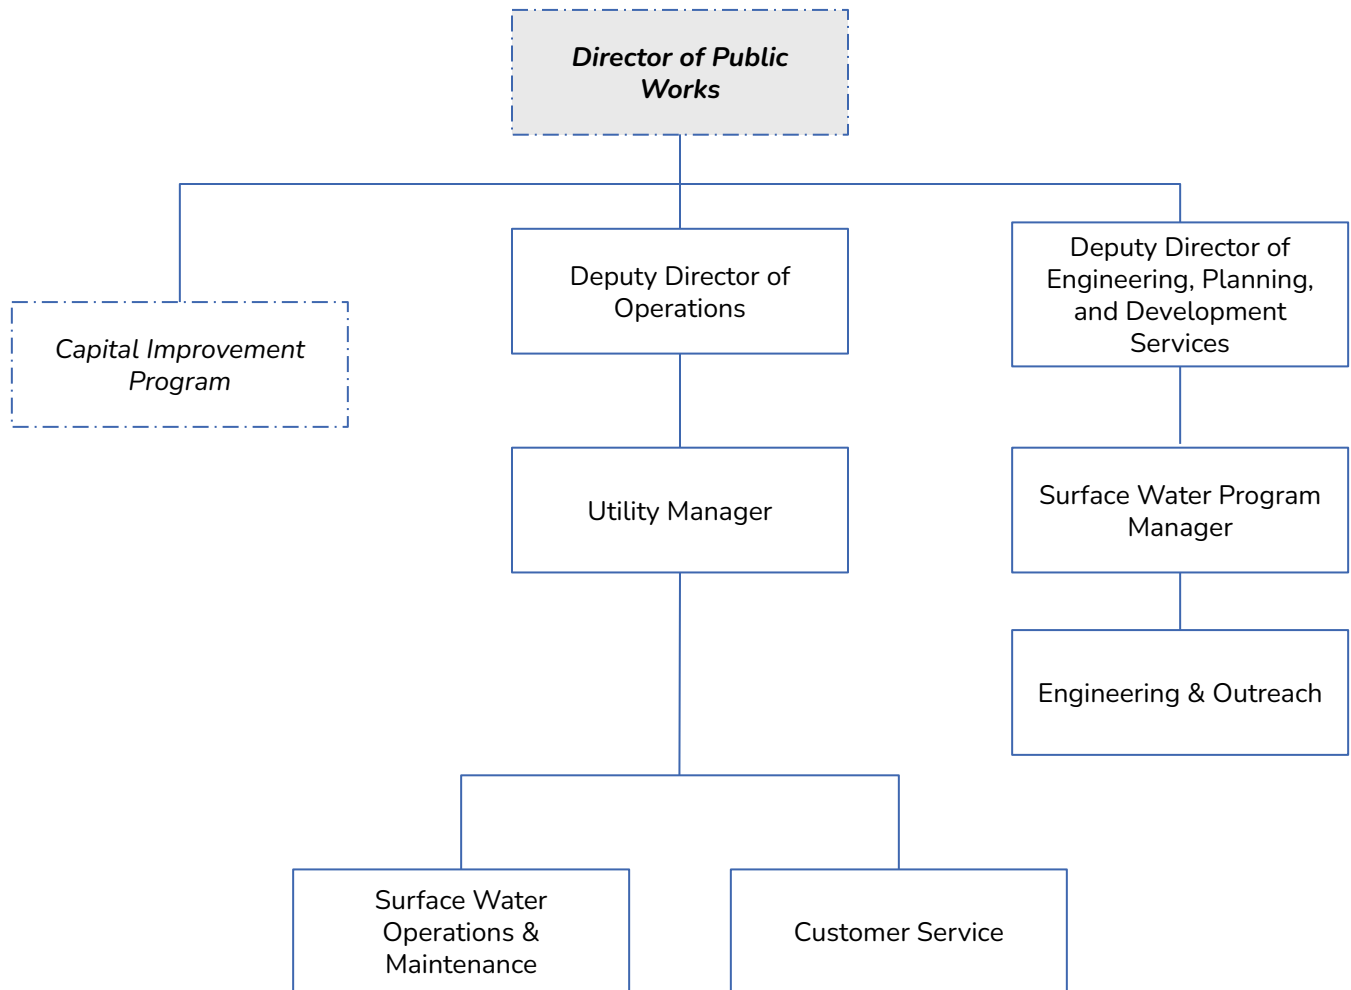 Director of Public
Works
Deputy Director of
Operations
Deputy Director of
Engineering, Planning,
and Development
Services
Capital Improvement
Program
Utility Manager
Surface Water Program
Manager
Engineering & Outreach
Surface Water
Operations &
Maintenance
Customer Service